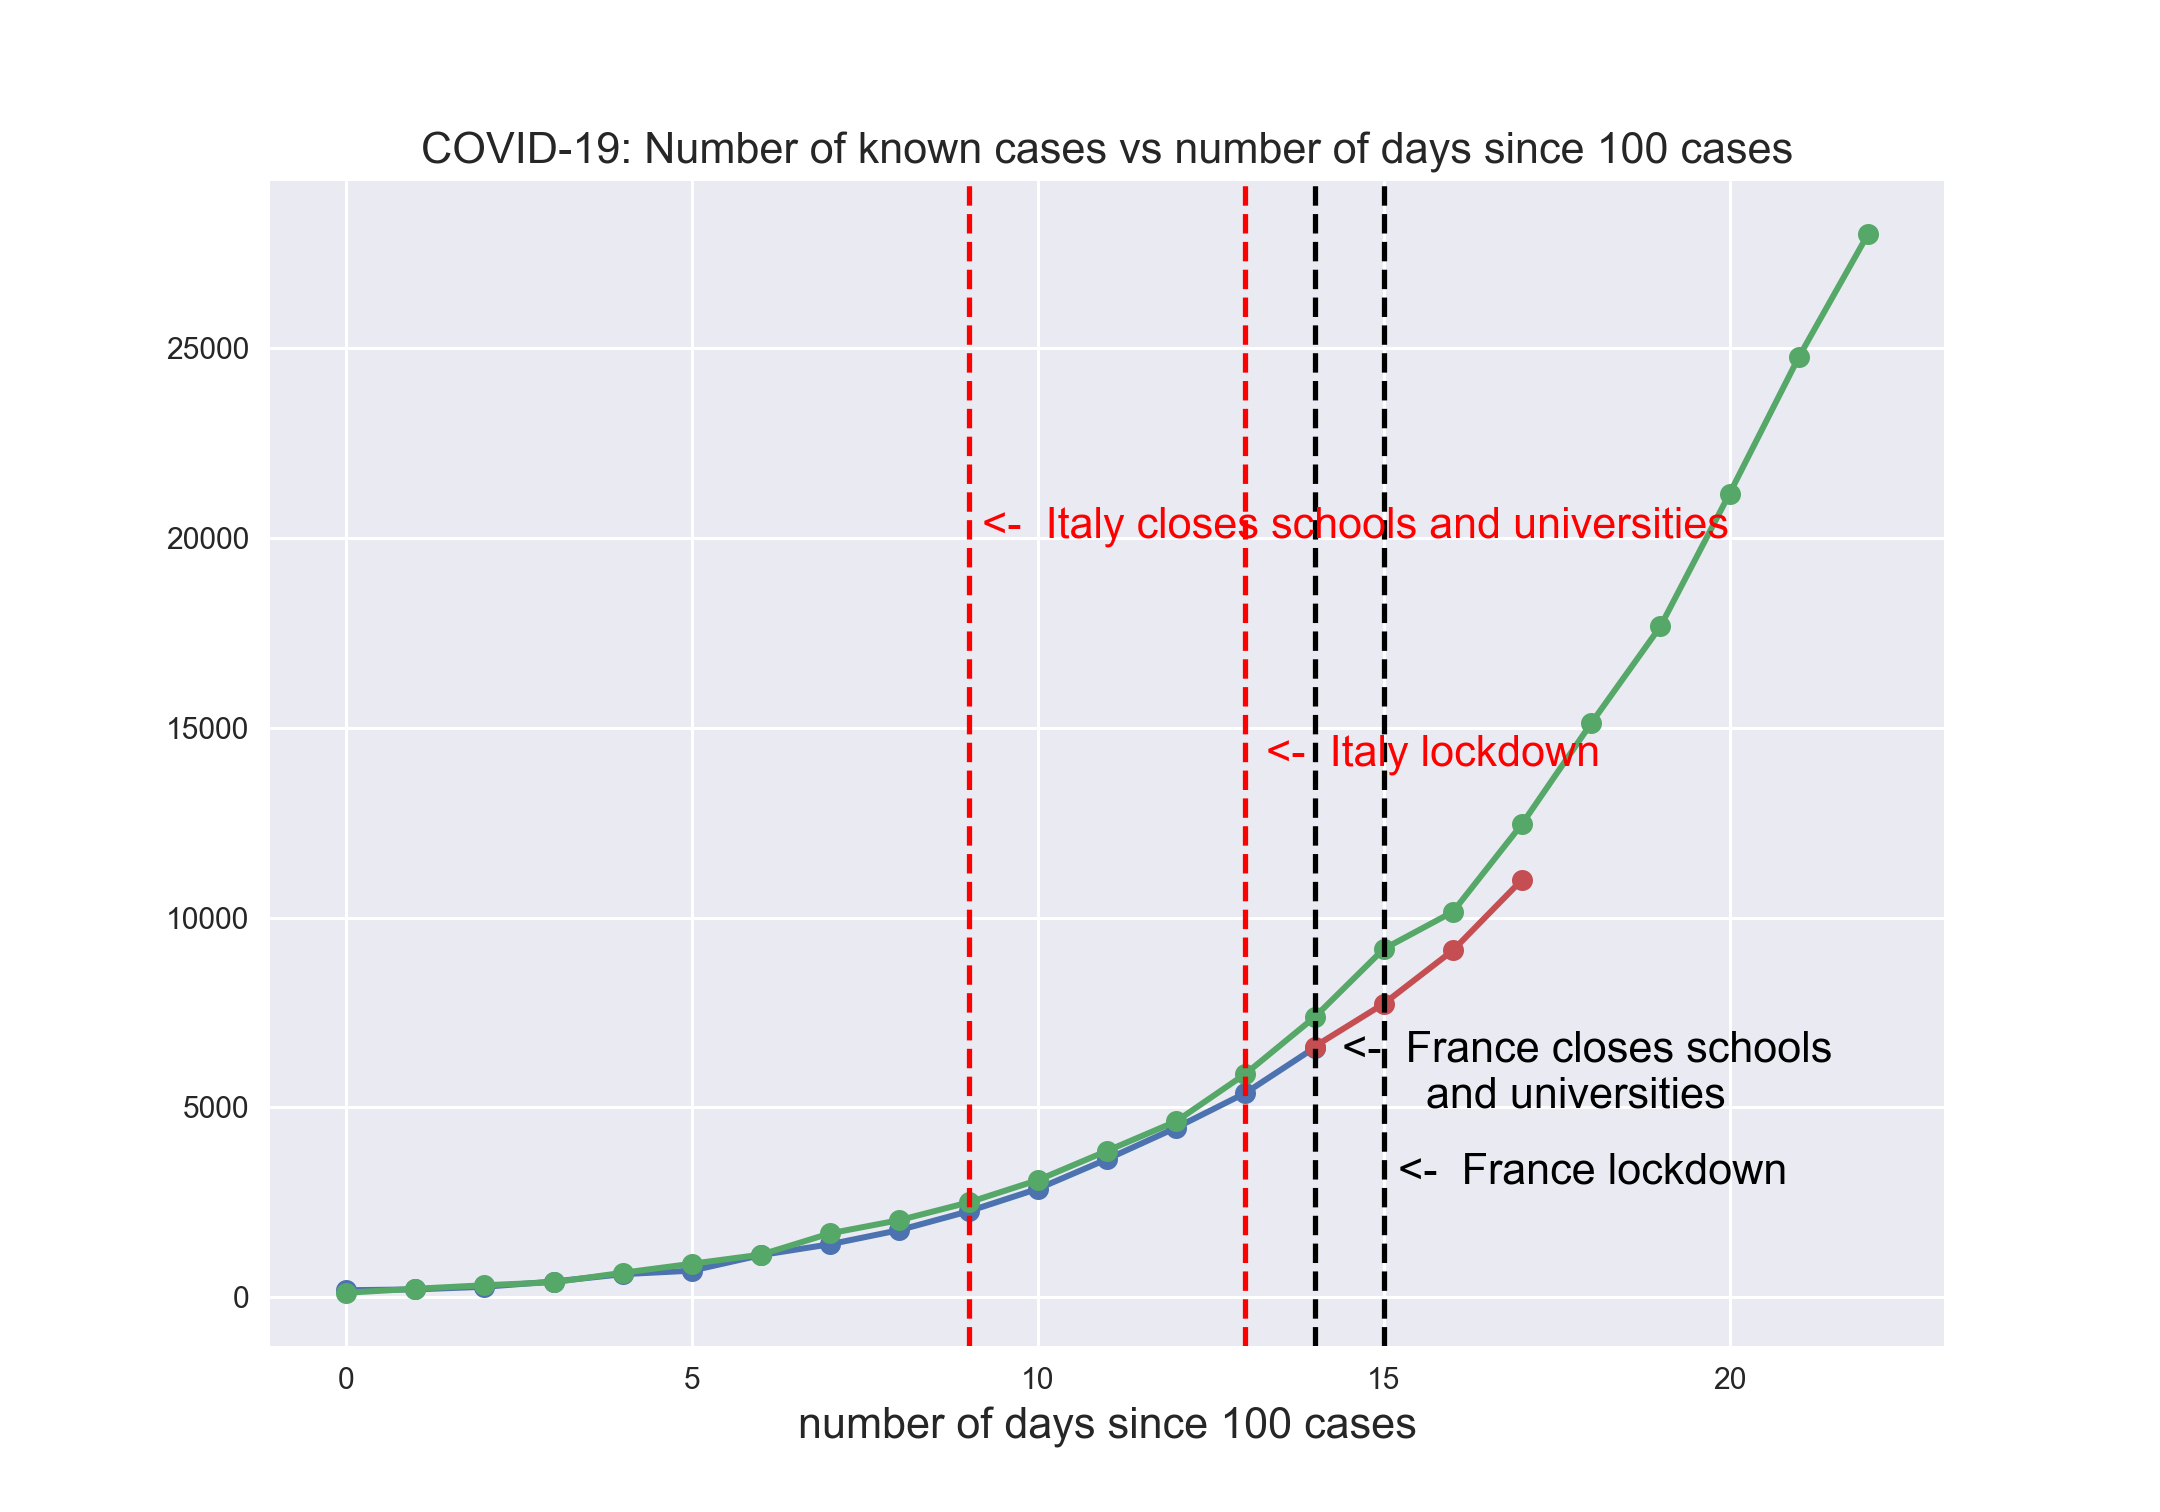 COVID-19: Number of known cases vs number of days since 100 cases
25000
20000
15000
10000
5000
0
<- Italy closes schools and universities
<- Italy lockdown
<- France closes schools
and universities
<- France lockdown
0 5 10 15 20
number of days since 100 cases